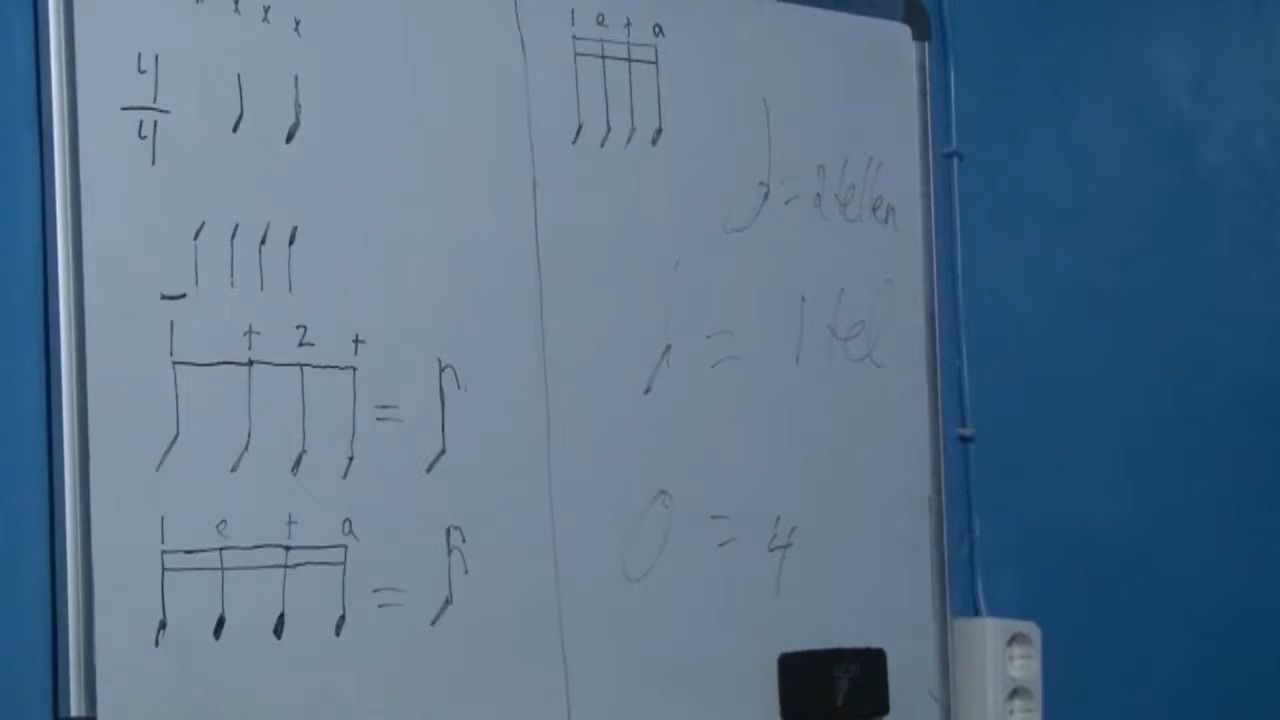 x x x
4
4
1 + 2 +
=
1 e + a
=
1 e + a
= 2 tellen
= 1 tel
O = 4